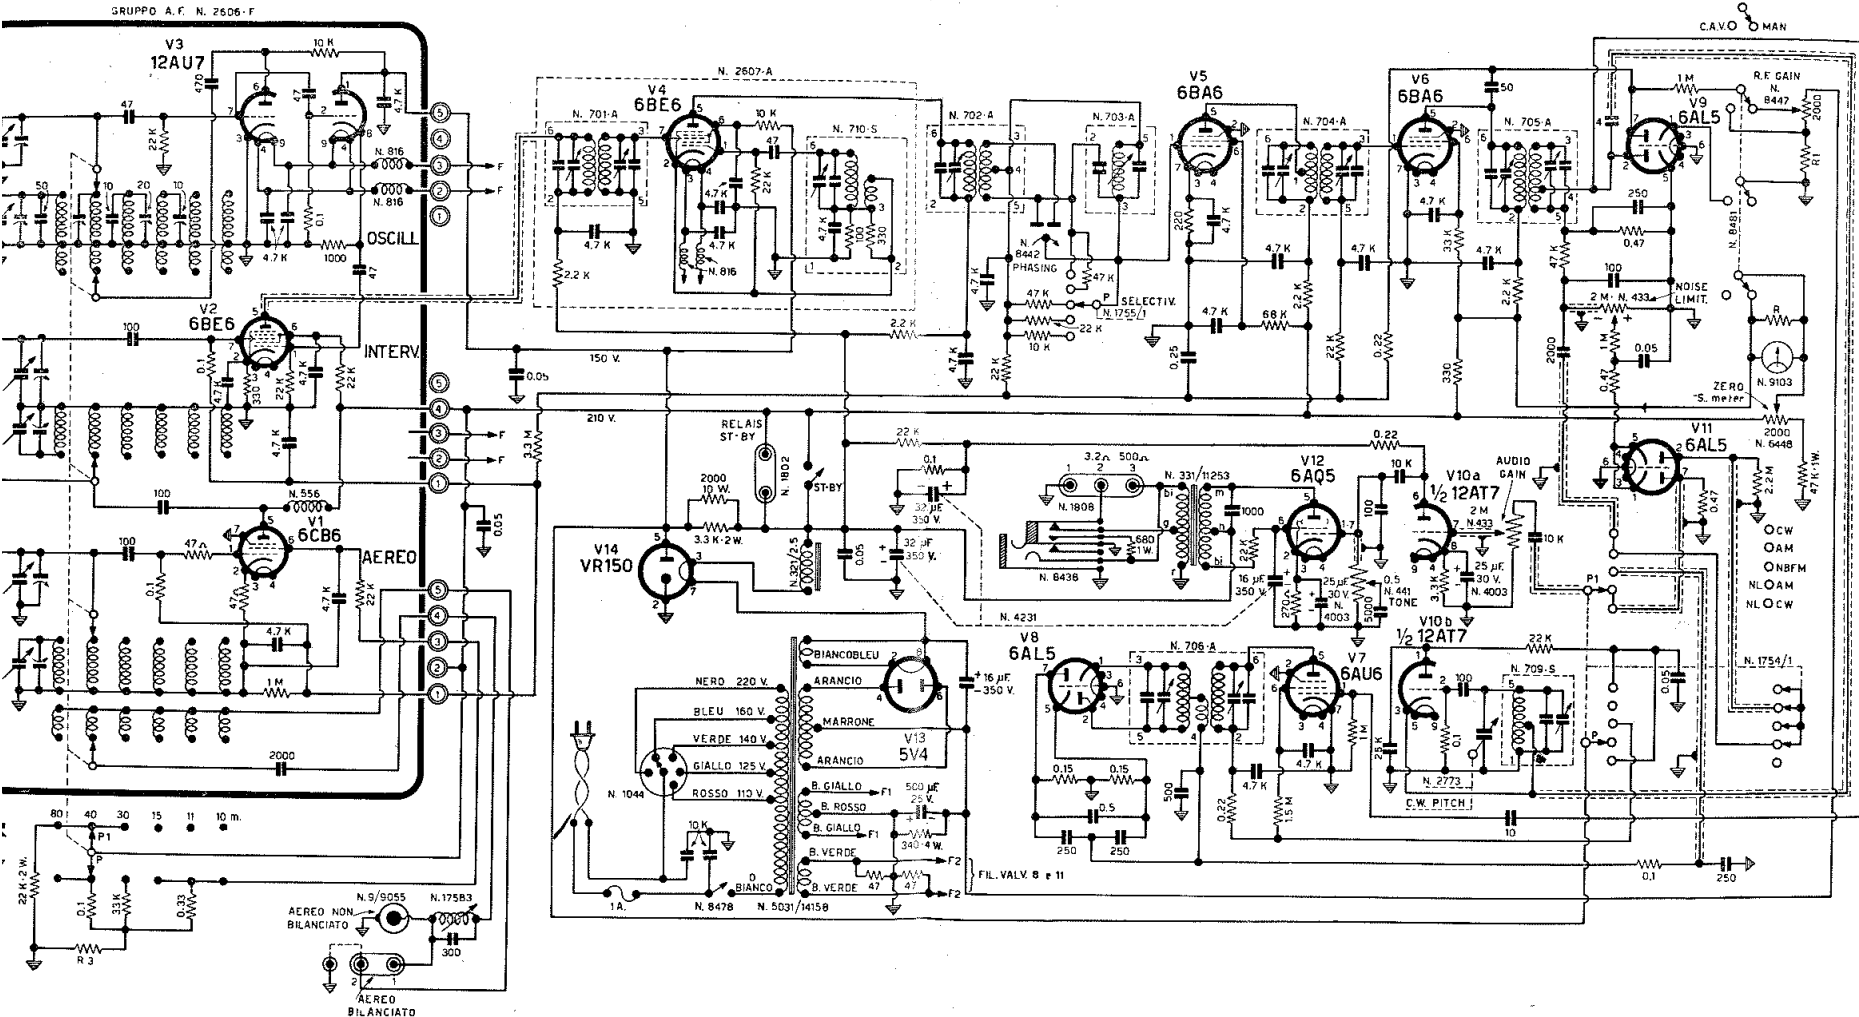 GRUPPO A.F. N. 2606-F
V3
12AU7
10 K
470
47
22 K
47
4.7 K
N. 816
N. 816
F
F
50
10
20
10
0.1
4.7 K
1000
OSCILL
47
V2
6BE6
100
0.1
4.7 K
330
22 K
4.7 K
22 K
INTERV.
4.7 K
F
F
100
N. 556
V1
6CB6
100
47Ω
0.1
47
4.7 K
22 K
AEREO
4.7 K
1 M
2000
80 40 30 15 11 10 m.
P1
P
22 K-2 W.
0.1
33K
0.33
R3
N. 9/9055
N. 17583
AEREO NON
BILANCIATO
300
AEREO
BILANCIATO
N. 2607-A
V4
6BE6
N. 701-A
10 K
47
N. 710-S
22 K
4.7 K
4.7 K
4.7 K
4.7 K
100
330
N. 816
2.2 K
150 V.
0.05
210 V.
3.3 M
0.05
2.2 K
N. 702-A
N. 703-A
N.
8442
PHASING
4.7 K
47 K
47 K
22 K
10 K
P
SELECTIV.
N. 1755/1
4.7 K
22 K
V5
6BA6
220
4.7 K
4.7 K
4.7 K
68 K
0.25
N. 704-A
2.2 K
4.7 K
22 K
0.22
V6
6BA6
4.7 K
33 K
4.7 K
330
50
N. 705-A
2.2 K
C.A.V. MAN
1 M
R.F. GAIN
N.
8447
2000
V9
6AL5
4
R1
250
0.47
N. 8481
47 K
100
NOISE
LIMIT.
2 M - N. 433
1 M
0.05
2000
0.47
R
N. 9103
ZERO
"S" meter
2000
N. 6448
47 K-1W.
V11
6AL5
0.47
2.2 M
CW
AM
NBFM
NL AM
NL CW
RELAIS
ST-BY
N. 1802
ST-BY
2000
10 W.
3.3 K-2 W.
V14
VR150
N. 321/2.5
0.05
22 K
0.1
32 µF
350 V.
32 µF
350 V.
N. 4231
3.2Ω 500Ω
N. 1808
N. 8438
680
1W.
N. 331/11253
1000
22 K
16 µF
350 V.
V12
6AQ5
270Ω
25 µF
30 V.
N.
4003
0.5
N. 441
TONE
5000
100
10 K
0.22
V10a
½ 12AT7
AUDIO
GAIN
2 M
N. 433
10 K
3.3 K
25 µF
30 V.
N. 4003
P1
V10b
½ 12AT7
22 K
100
N. 709-S
25 K
0.1
N. 2773
C.W. PITCH
0.05
P
N. 1754/1
10
0.1
250
V8
6AL5
N. 706-A
V7
6AU6
0.15
0.15
0.5
250
250
500
0.22
4.7 K
1.5 M
4.7 K
1 M
N. 1044
NERO 220 V.
BLEU 160 V.
VERDE 140 V.
GIALLO 125 V.
ROSSO 110 V.
10 K
1 A.
N. 8478
O
BIANCO
N. 5031/14158
BIANCOBLEU
ARANCIO
MARRONE
ARANCIO
V13
5V4
16 µF.
350 V.
B. GIALLO
F1
B. ROSSO
B. GIALLO
F1
500 µF
25 V.
340-4 W.
B. VERDE
F2
47
47
B. VERDE
F2
FIL. VALV. 8 e 11